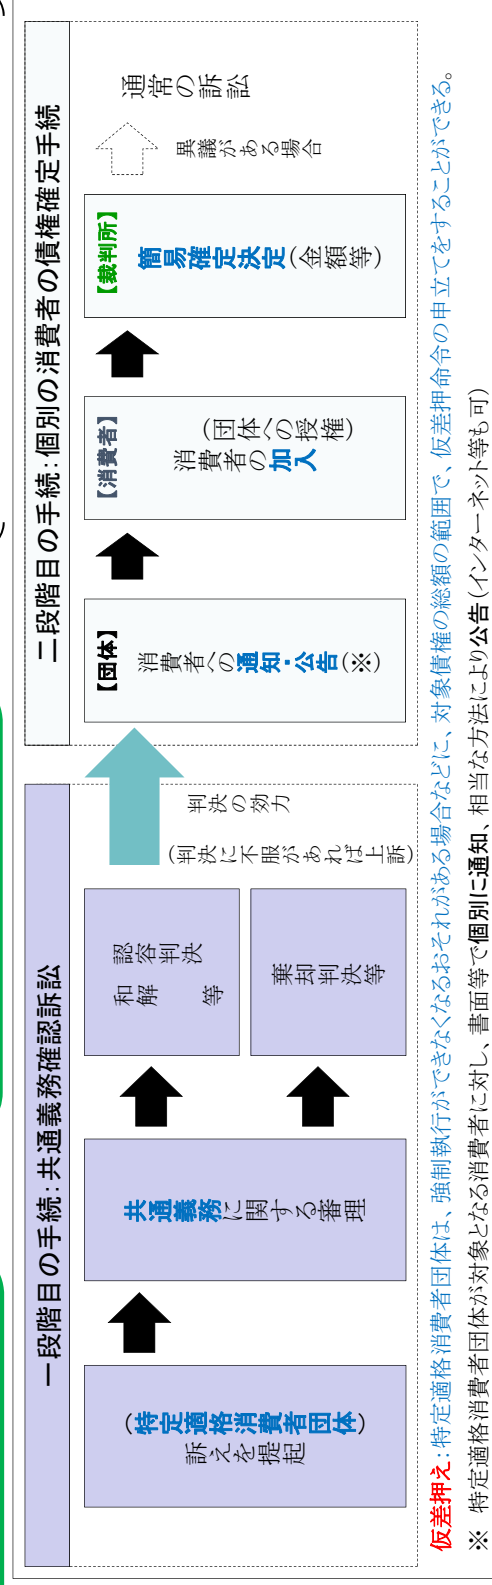 一段階目の手続：共通義務確認訴訟
（特定適格消費者団体）
訴えを提起
共通義務に関する審理
認容判決
和解　等
棄却判決等
（判決に不服があれば上訴）
判決の効力
二段階目の手続：個別の消費者の債権確定手続
【団体】
消費者への通知・公告（※）
【消費者】
（団体への授権）
消費者の加入
【裁判所】
簡易確定決定（金額等）
異議がある場合
通常の訴訟
仮差押え：特定適格消費者団体は、強制執行ができなくなるおそれがある場合などに、対象債権の総額の範囲で、仮差押命令の申立てをすることができる。
※　特定適格消費者団体が対象となる消費者に対し、書面等で個別に通知、相当な方法により公告（インターネット等も可）